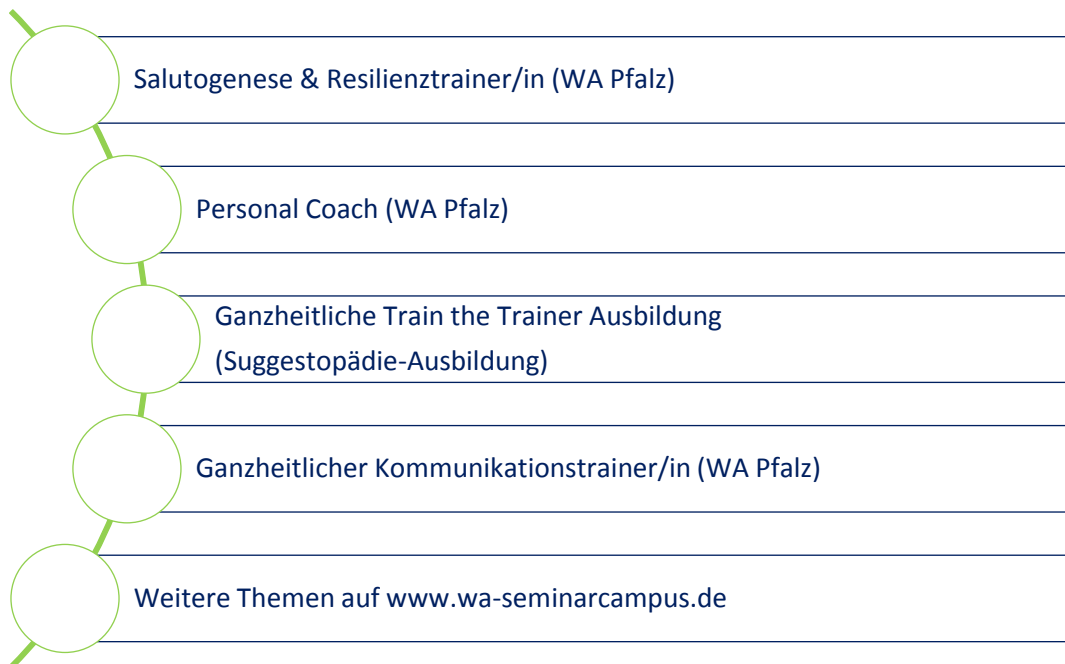 Salutogenese & Resilienztrainer/in (WA Pfalz)
Personal Coach (WA Pfalz)
Ganzheitliche Train the Trainer Ausbildung
(Suggestopädie-Ausbildung)
Ganzheitlicher Kommunikationstrainer/in (WA Pfalz)
Weitere Themen auf www.wa-seminarcampus.de